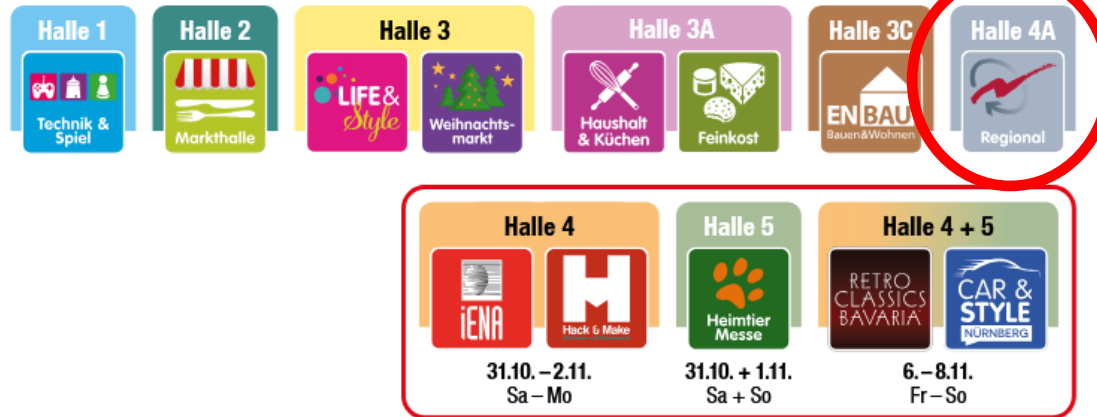 Halle 1
Halle 2
Halle 3
Halle 3A
Halle 3C
Halle 4A
Technik &
Spiel
Markthalle
LiFE&
Style
Weihnachts-
markt
Haushalt
& Küchen
Feinkost
ENBAU
Bauen&Wohnen
Regional
Halle 4
Halle 5
Halle 4 + 5
iENA
H
Hack & Make
Heimtier
Messe
RETRO
CLASSICS
BAVARIA
CAR &
STYLE
NÜRNBERG
31.10. – 2.11.
Sa – Mo
31.10. + 1.11.
Sa + So
6. – 8.11.
Fr – So